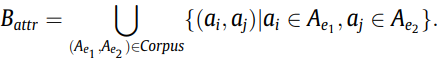 B_{attr} = \bigcup_{(A_{e_1}, A_{e_2}) \in Corpus} \{(a_i, a_j) | a_i \in A_{e_1}, a_j \in A_{e_2}\}.